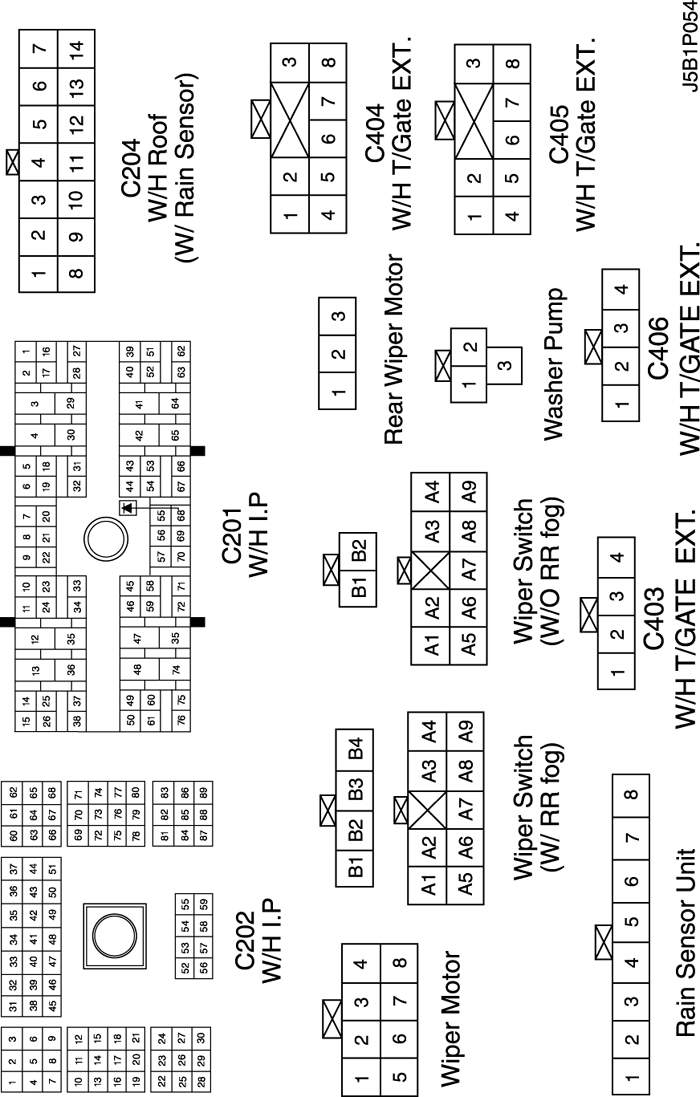 1 2 3
4 5 6
7 8 9
10 11 12
13 14 15
16 17 18
19 20 21
22 23 24
25 26 27
28 29 30
31 32 33 34 35 36 37
38 39 40 41 42 43 44
45 46 47 48 49 50 51
52 53 54 55
56 57 58 59
60 61 62
63 64 65
66 67 68
69 70 71
72 73 74
75 76 77
78 79 80
81 82 83
84 85 86
87 88 89
C202
W/H I.P
15 14 13 12 11 10 9 8 7 6 5 4 3 2 1
26 25 24 23 22 21 20 19 18 17 16
38 37 36 35 34 33 32 31 30 29 28 27
50 49 48 47 46 45 44 43 42 41 40 39
61 60 59 58 57 56 55 54 53 52 51
76 75 74 35 72 71 70 69 68 67 66 65 64 63 62
C201
W/H I.P
1 2 3 4 5 6 7
8 9 10 11 12 13 14
C204
W/H Roof
(W/ Rain Sensor)
1 2 3 4
5 6 7 8
Wiper Motor
B1 B2 B3 B4
A1 A2 A3 A4
A5 A6 A7 A8 A9
Wiper Switch
(W/ RR fog)
B1 B2
A1 A2 A3 A4
A5 A6 A7 A8 A9
Wiper Switch
(W/O RR fog)
1 2 3
Rear Wiper Motor
1 2
3
Washer Pump
1 2 3
4 5 6 7 8
C404
W/H T/Gate EXT.
1 2 3
4 5 6 7 8
C405
W/H T/Gate EXT.
1 2 3 4 5 6 7 8
Rain Sensor Unit
1 2 3 4
C403
W/H T/GATE EXT.
1 2 3 4
C406
W/H T/GATE EXT.
J5B1P054